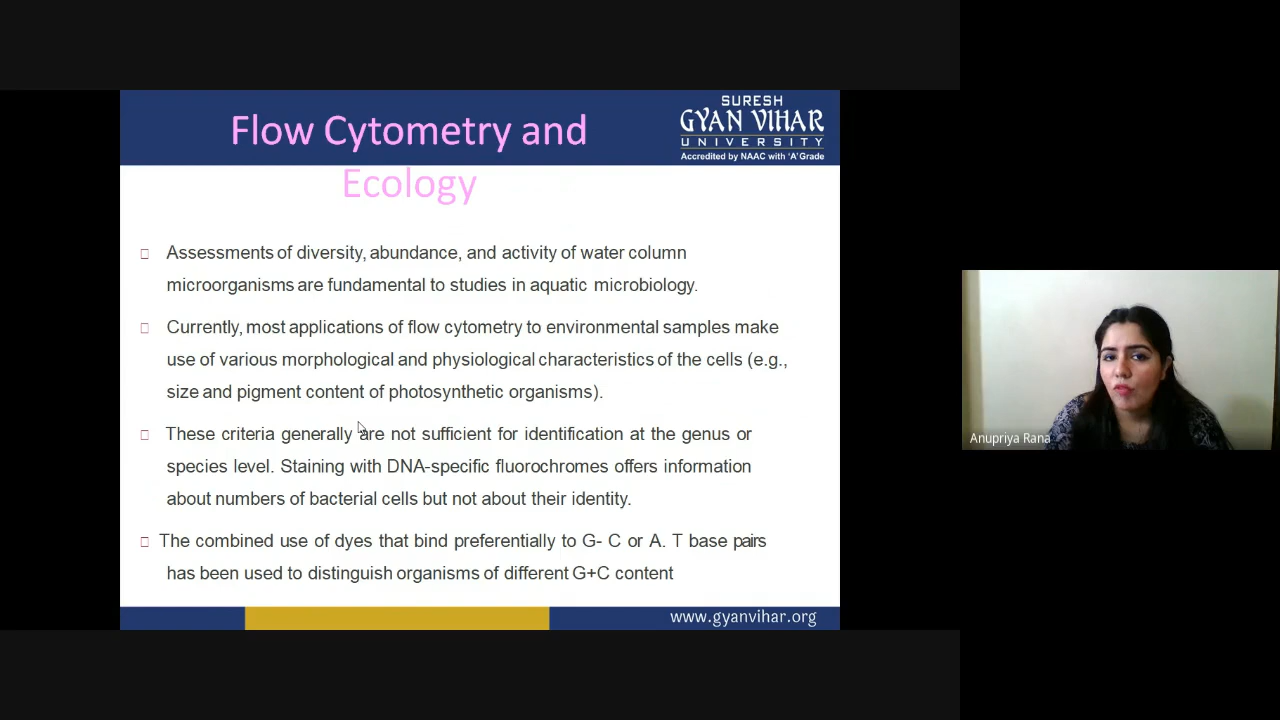 Flow Cytometry and
Ecology
SURESH
GYAN VIHAR
UNIVERSITY
Accredited by NAAC with 'A' Grade
Assessments of diversity, abundance, and activity of water column
microorganisms are fundamental to studies in aquatic microbiology.
Currently, most applications of flow cytometry to environmental samples make
use of various morphological and physiological characteristics of the cells (e.g.,
size and pigment content of photosynthetic organisms).
These criteria generally are not sufficient for identification at the genus or
species level. Staining with DNA-specific fluorochromes offers information
about numbers of bacterial cells but not about their identity.
The combined use of dyes that bind preferentially to G- C or A. T base pairs
has been used to distinguish organisms of different G+C content
www.gyanvihar.org
Anupriya Rana